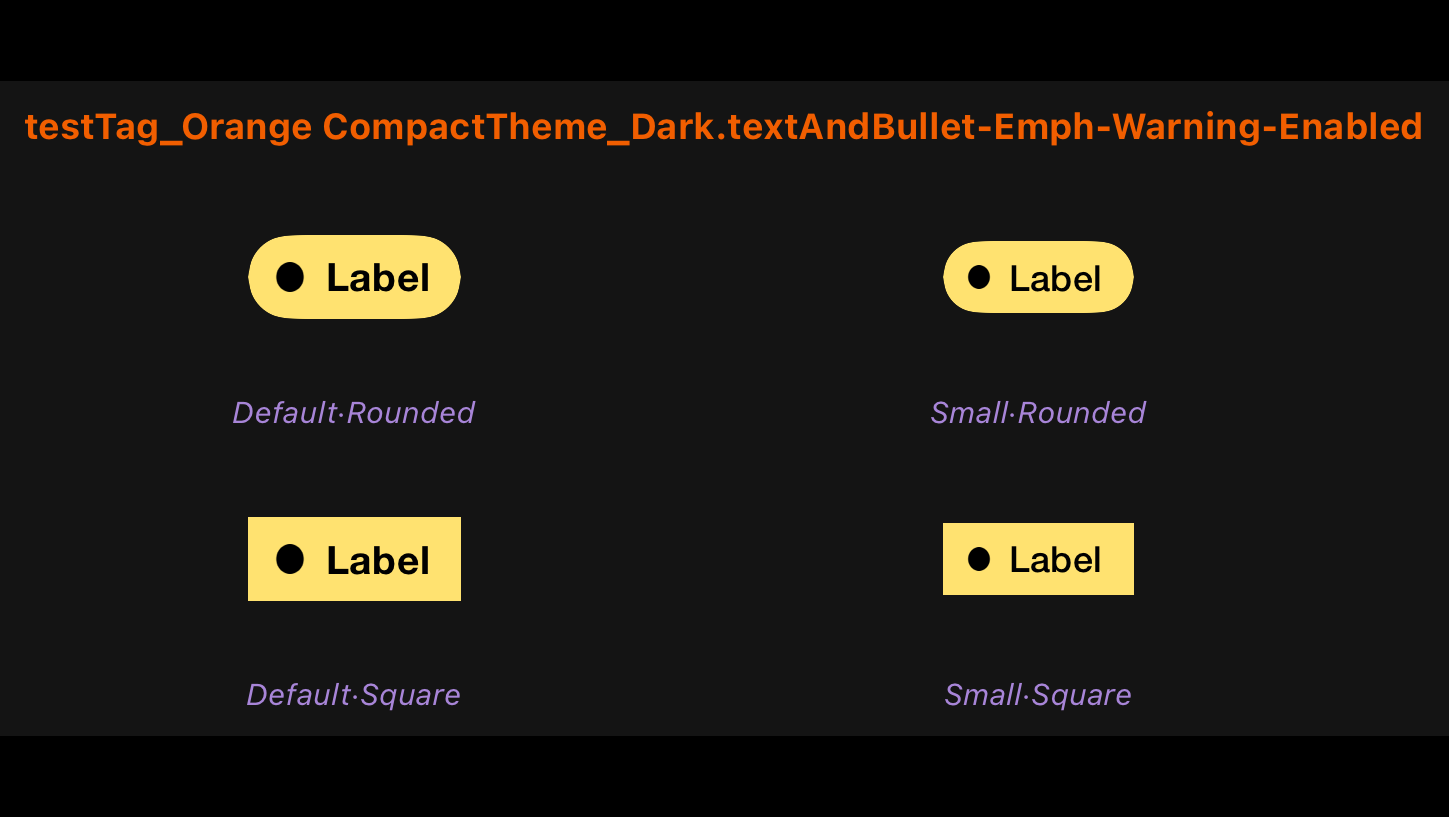 testTag_Orange CompactTheme_Dark.textAndBullet-Emph-Warning-Enabled
Label
Label
Default·Rounded
Small·Rounded
Label
Label
Default·Square
Small·Square